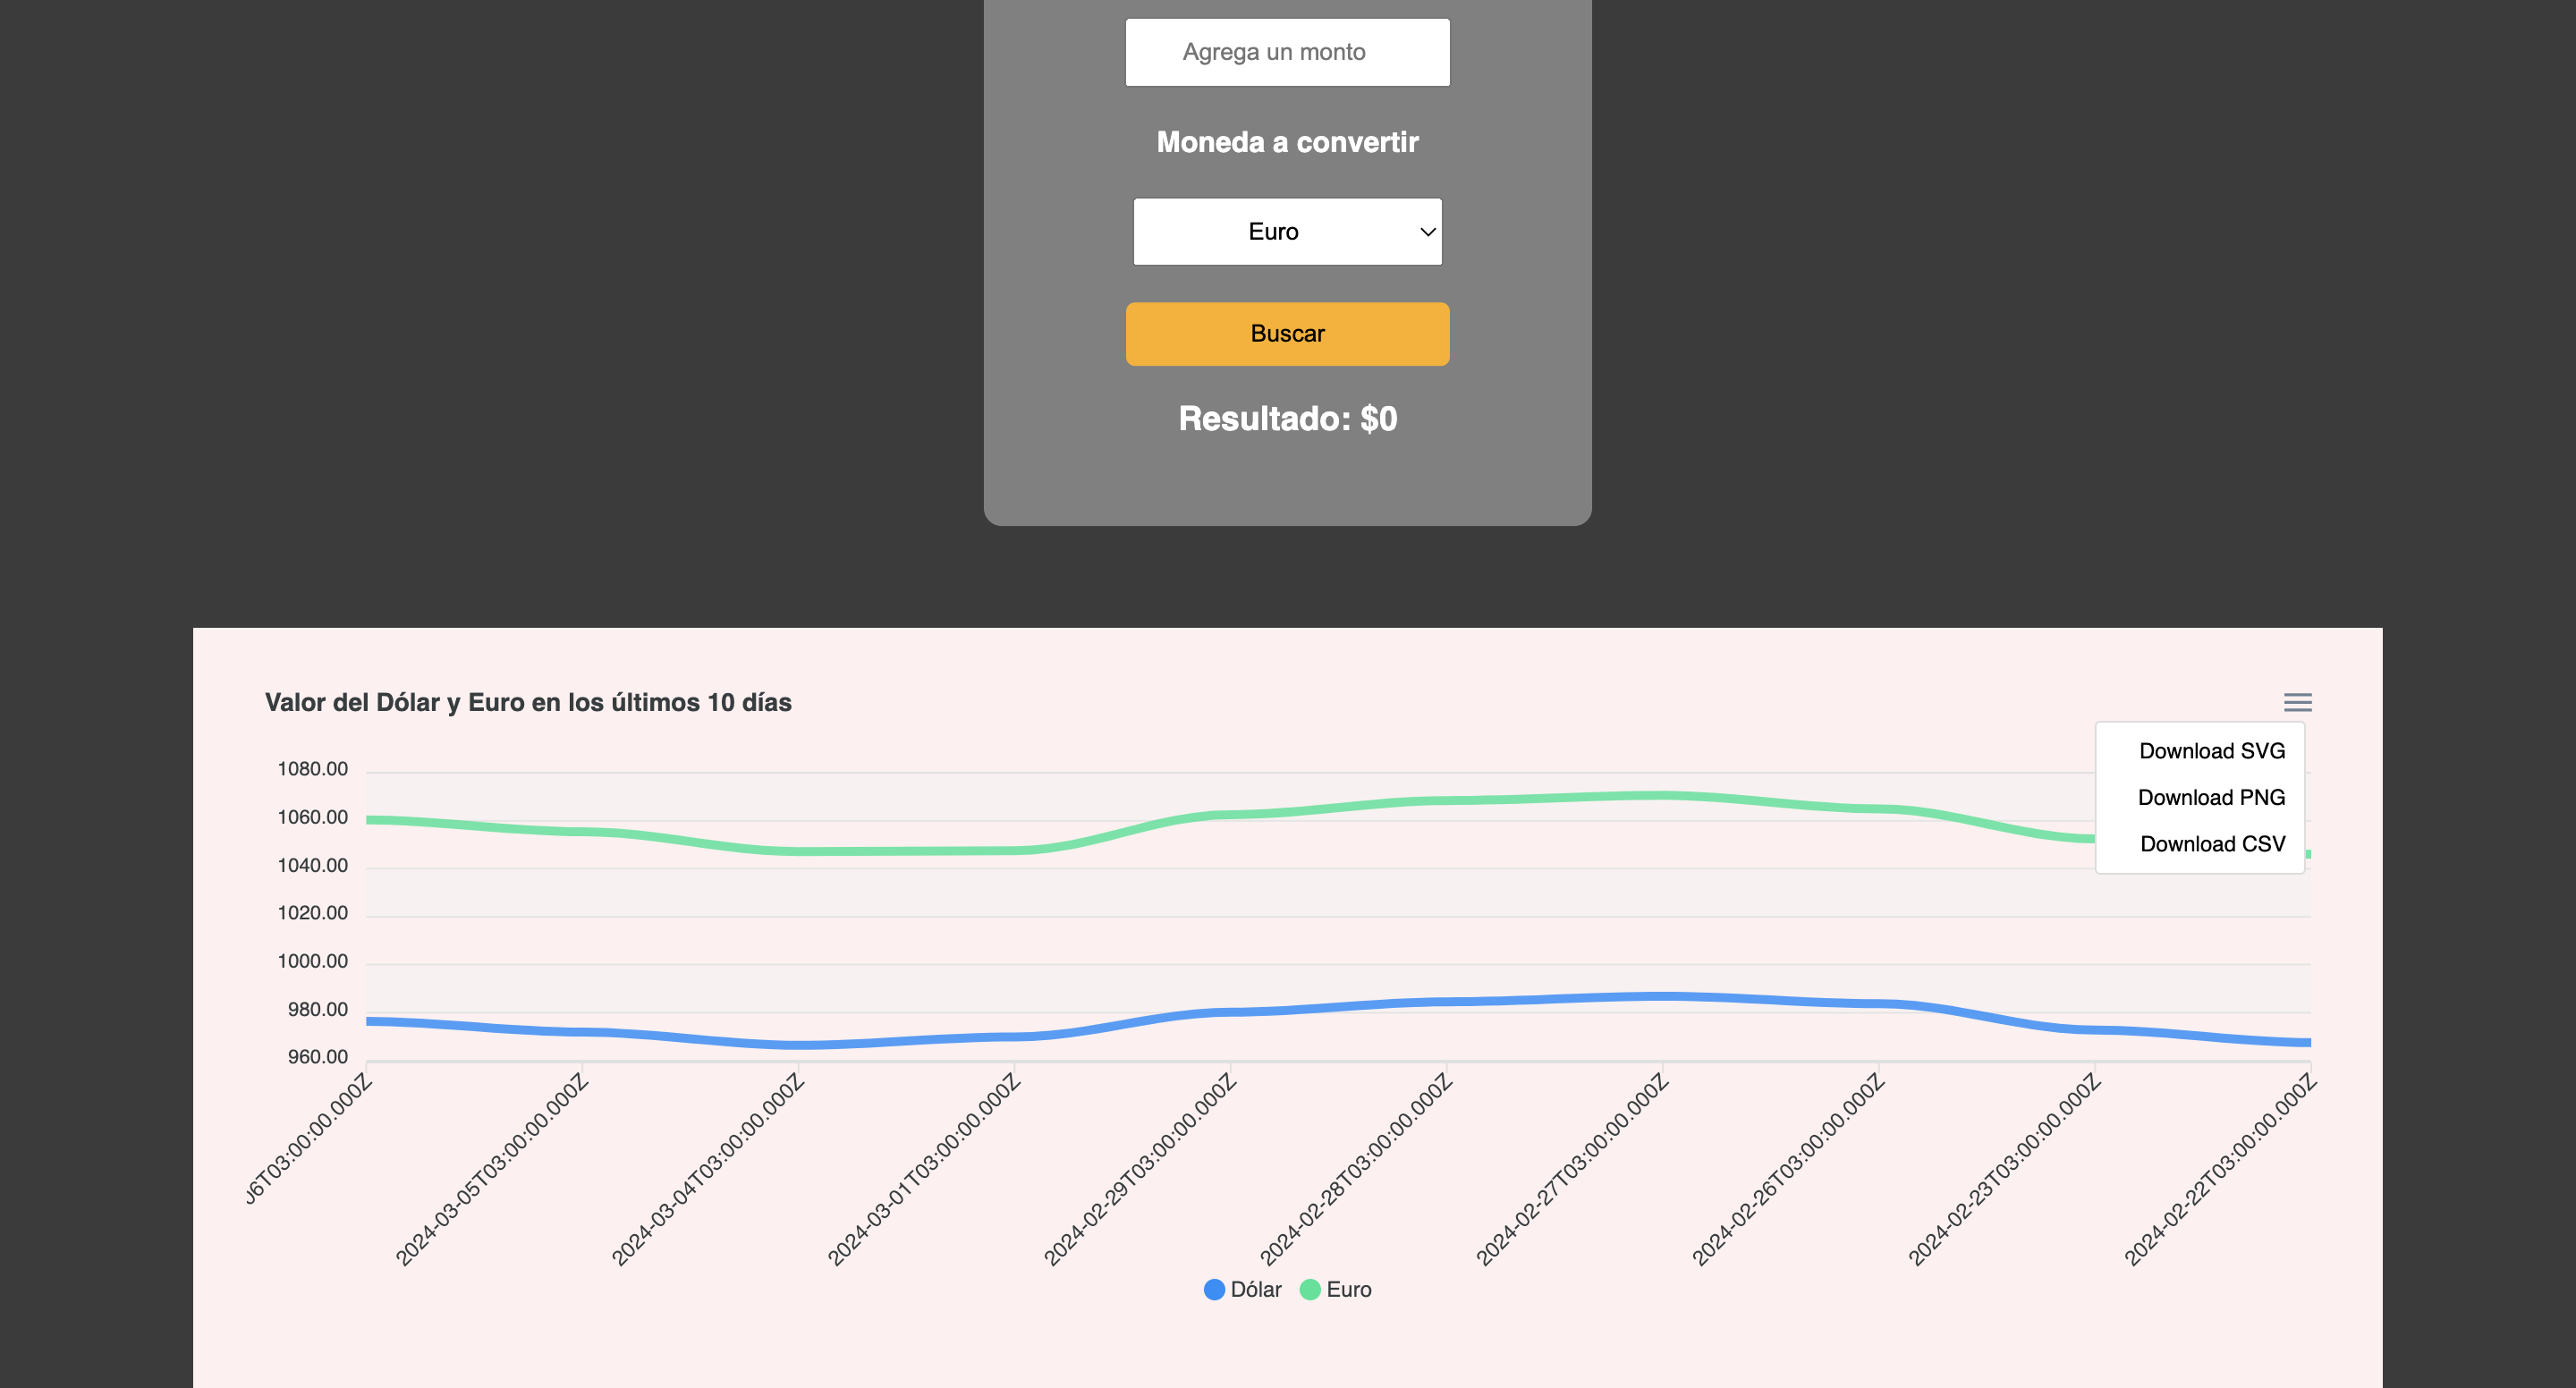 Agrega un monto
Moneda a convertir
Euro
Buscar
Resultado: $0
Valor del Dólar y Euro en los últimos 10 días
Download SVG
Download PNG
Download CSV
1080.00
1060.00
1040.00
1020.00
1000.00
980.00
960.00
6T03:00:00.000Z
2024-03-05T03:00:00.000Z
2024-03-04T03:00:00.000Z
2024-03-01T03:00:00.000Z
2024-02-29T03:00:00.000Z
2024-02-28T03:00:00.000Z
2024-02-27T03:00:00.000Z
2024-02-26T03:00:00.000Z
2024-02-23T03:00:00.000Z
2024-02-22T03:00:00.000Z
Dólar Euro